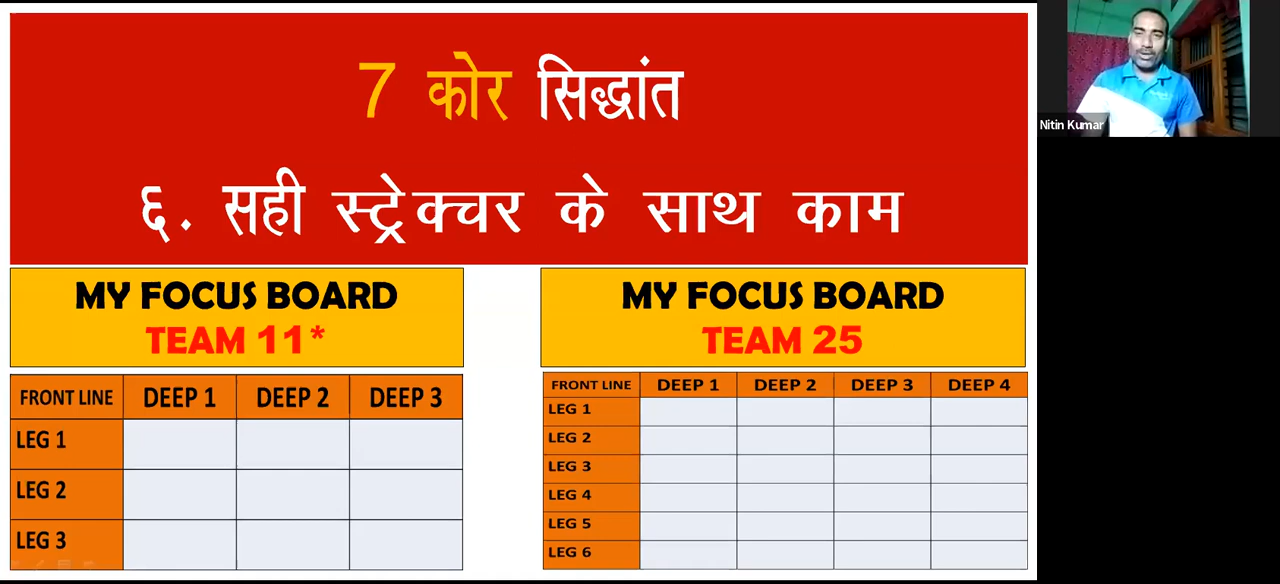 7 कोर सिद्धांत
६. सही स्ट्रेक्चर के साथ काम
MY FOCUS BOARD
TEAM 11*
FRONT LINE DEEP 1 DEEP 2 DEEP 3
LEG 1
LEG 2
LEG 3
MY FOCUS BOARD
TEAM 25
FRONT LINE DEEP 1 DEEP 2 DEEP 3 DEEP 4
LEG 1
LEG 2
LEG 3
LEG 4
LEG 5
LEG 6
Nitin Kumar